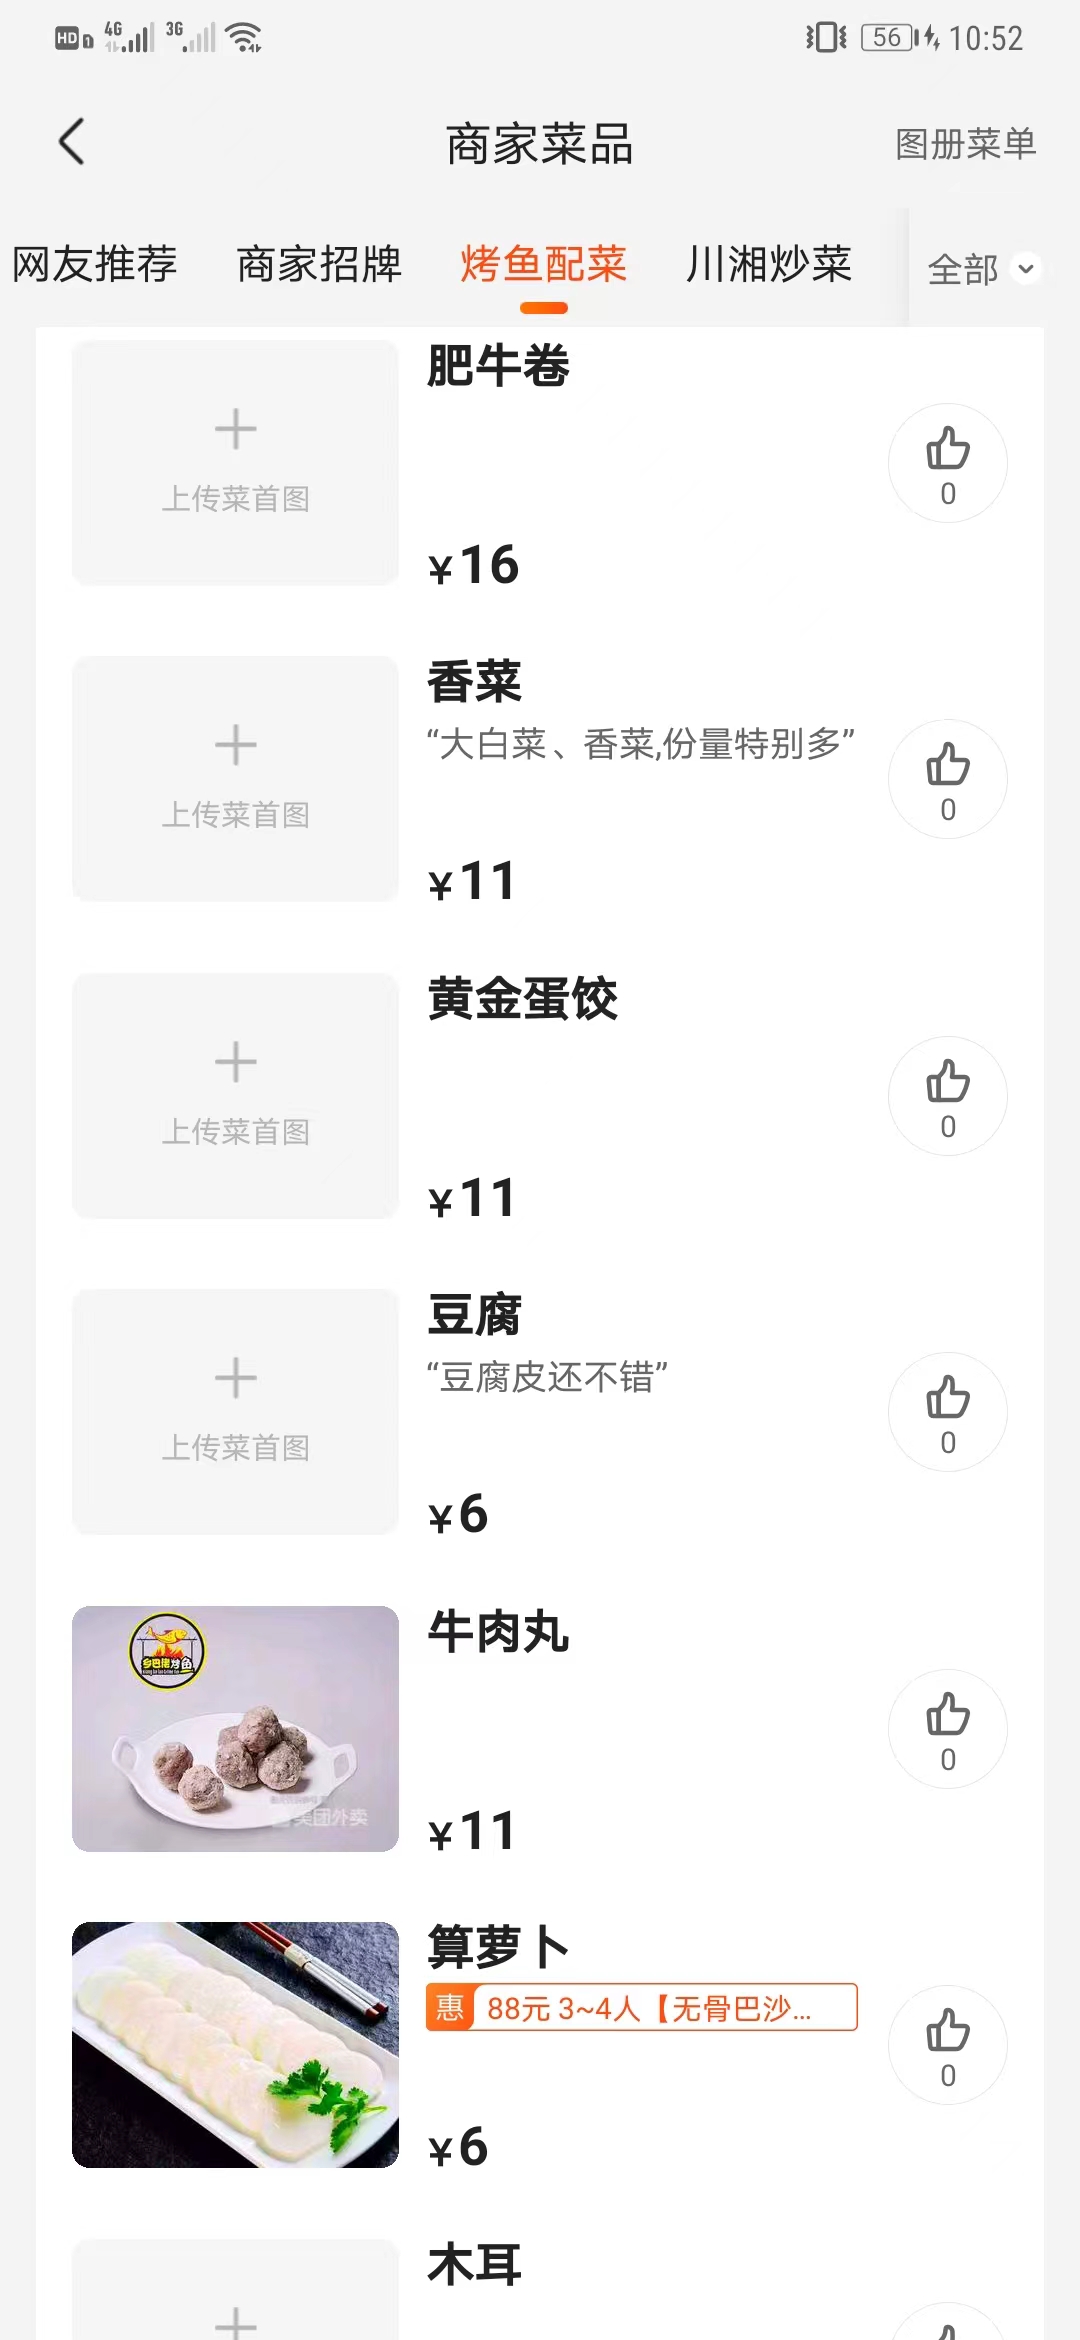 HD 1 4G 3G 56 10:52
商家菜品 图册菜单
网友推荐 商家招牌 烤鱼配菜 川湘炒菜 全部
肥牛卷
上传菜首图
0
¥16
香菜
“大白菜、香菜,份量特别多”
上传菜首图
0
¥11
黄金蛋饺
上传菜首图
0
¥11
豆腐
“豆腐皮还不错”
上传菜首图
0
¥6
牛肉丸
乡巴佬烤鱼
美团外卖
0
¥11
算萝卜
惠 88元 3~4人【无骨巴沙...
0
¥6
木耳